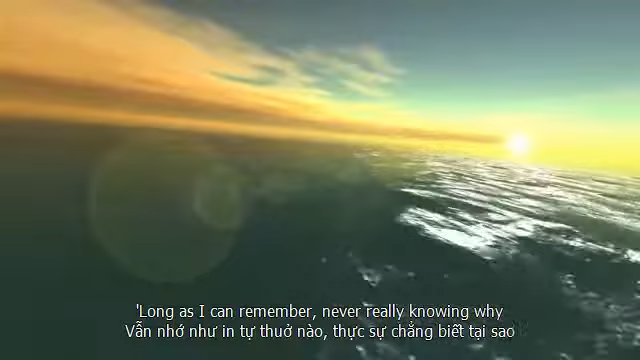 'Long as I can remember, never really knowing why
Vẫn nhớ như in tự thuở nào, thực sự chẳng biết tại sao